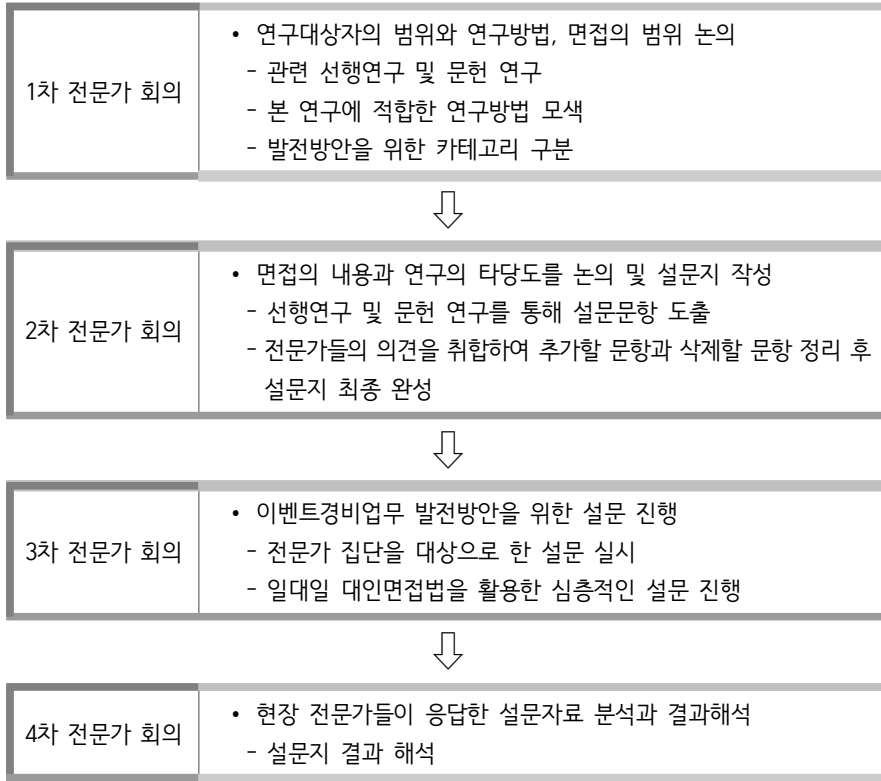 1차 전문가 회의
• 연구대상자의 범위와 연구방법, 면접의 범위 논의
- 관련 선행연구 및 문헌 연구
- 본 연구에 적합한 연구방법 모색
- 발전방안을 위한 카테고리 구분
2차 전문가 회의
• 면접의 내용과 연구의 타당도를 논의 및 설문지 작성
- 선행연구 및 문헌 연구를 통해 설문문항 도출
- 전문가들의 의견을 취합하여 추가할 문항과 삭제할 문항 정리 후
설문지 최종 완성
3차 전문가 회의
• 이벤트경비업무 발전방안을 위한 설문 진행
- 전문가 집단을 대상으로 한 설문 실시
- 일대일 대인면접법을 활용한 심층적인 설문 진행
4차 전문가 회의
• 현장 전문가들이 응답한 설문자료 분석과 결과해석
- 설문지 결과 해석